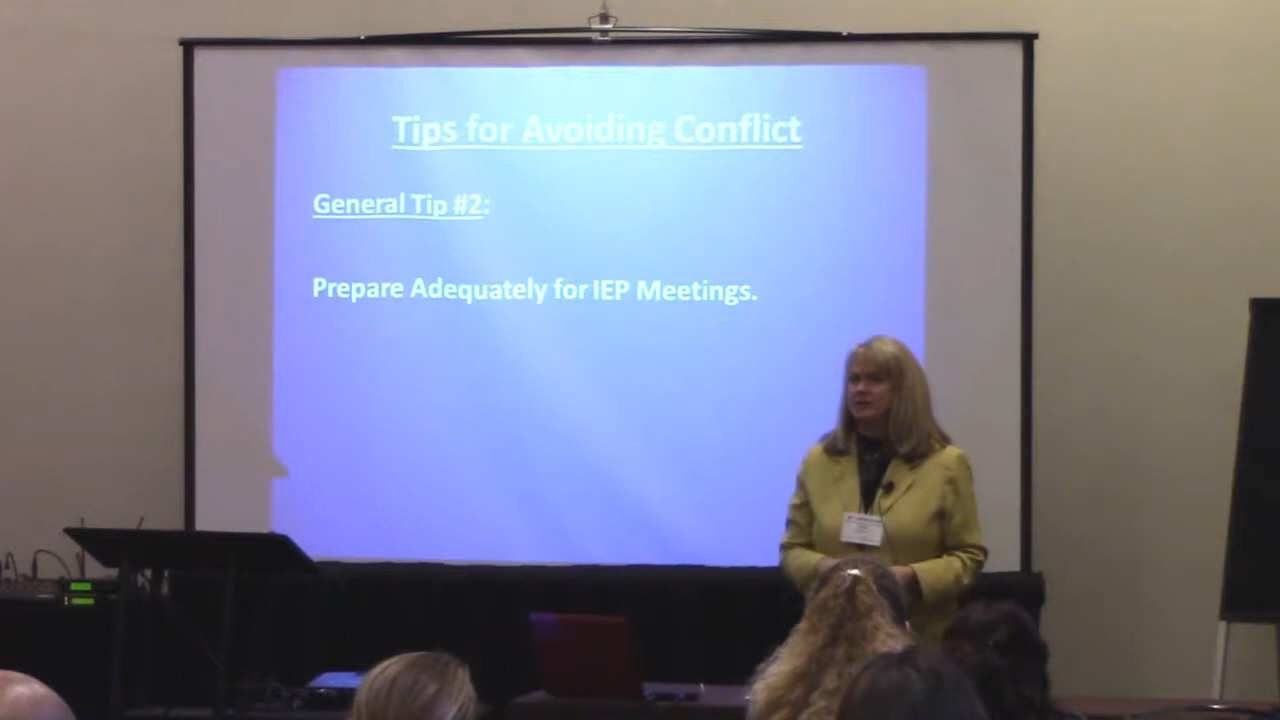 Tips for Avoiding Conflict
General Tip #2:
Prepare Adequately for IEP Meetings.